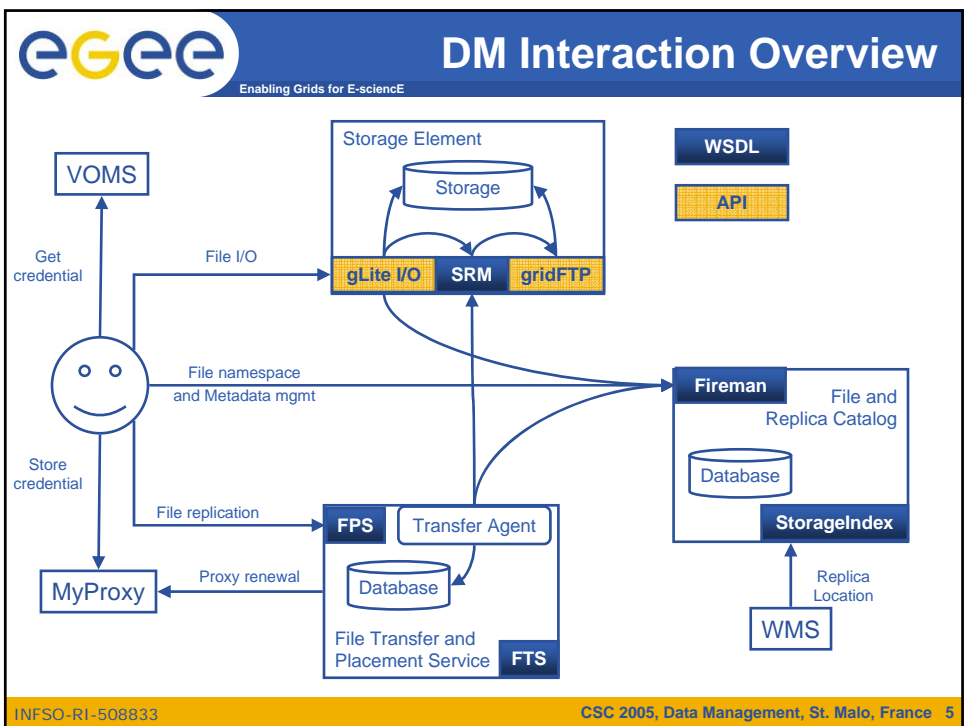 eGee
DM Interaction Overview
Enabling Grids for E-sciencE
Storage Element
WSDL
VOMS
Storage
API
Get
credential
File I/O
gLite I/O
SRM
gridFTP
File namespace
and Metadata mgmt
Fireman
File and
Replica Catalog
Database
Store
credential
File replication
FPS
Transfer Agent
StorageIndex
MyProxy
Proxy renewal
Database
Replica
Location
WMS
File Transfer and
Placement Service
FTS
INFSO-RI-508833
CSC 2005, Data Management, St. Malo, France 5